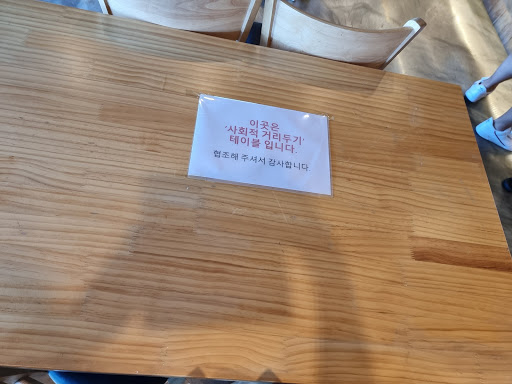 이곳은
'사회적 거리두기'
테이블 입니다.
협조해 주셔서 감사합니다.